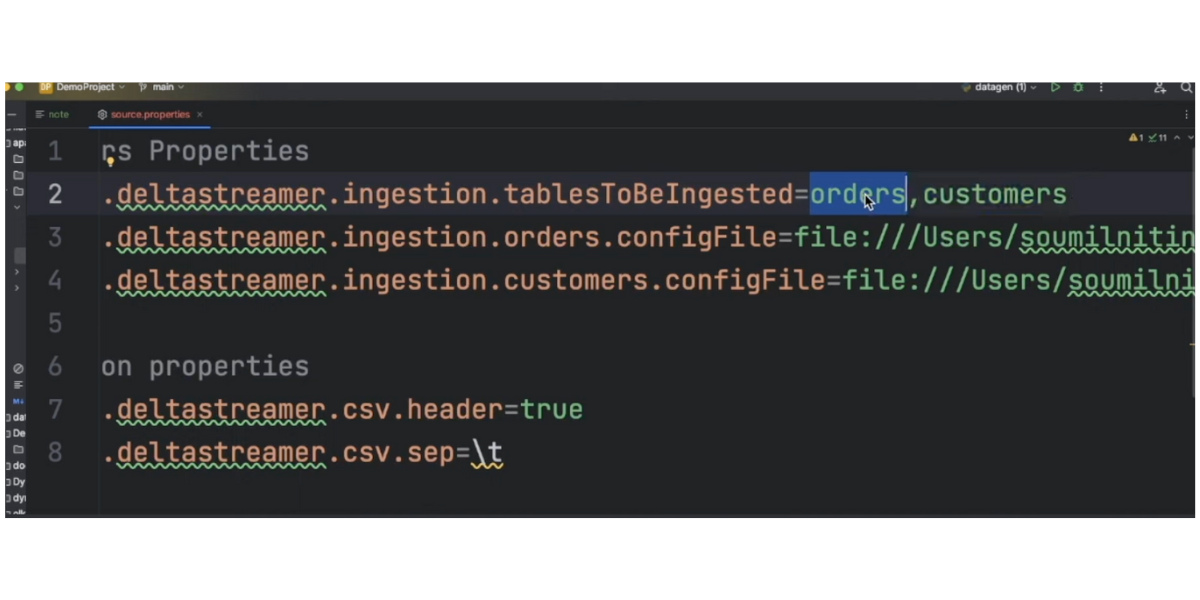 DP DemoProject main datagen (1)
note source.properties
1 11
1 rs Properties
2 .deltastreamer.ingestion.tablesToBeIngested=orders,customers
3 .deltastreamer.ingestion.orders.configFile=file:///Users/soumilnitin
4 .deltastreamer.ingestion.customers.configFile=file:///Users/soumilni
5
6 on properties
7 .deltastreamer.csv.header=true
8 .deltastreamer.csv.sep=\t
ap
M↓
dat
De
do
Dy
dy